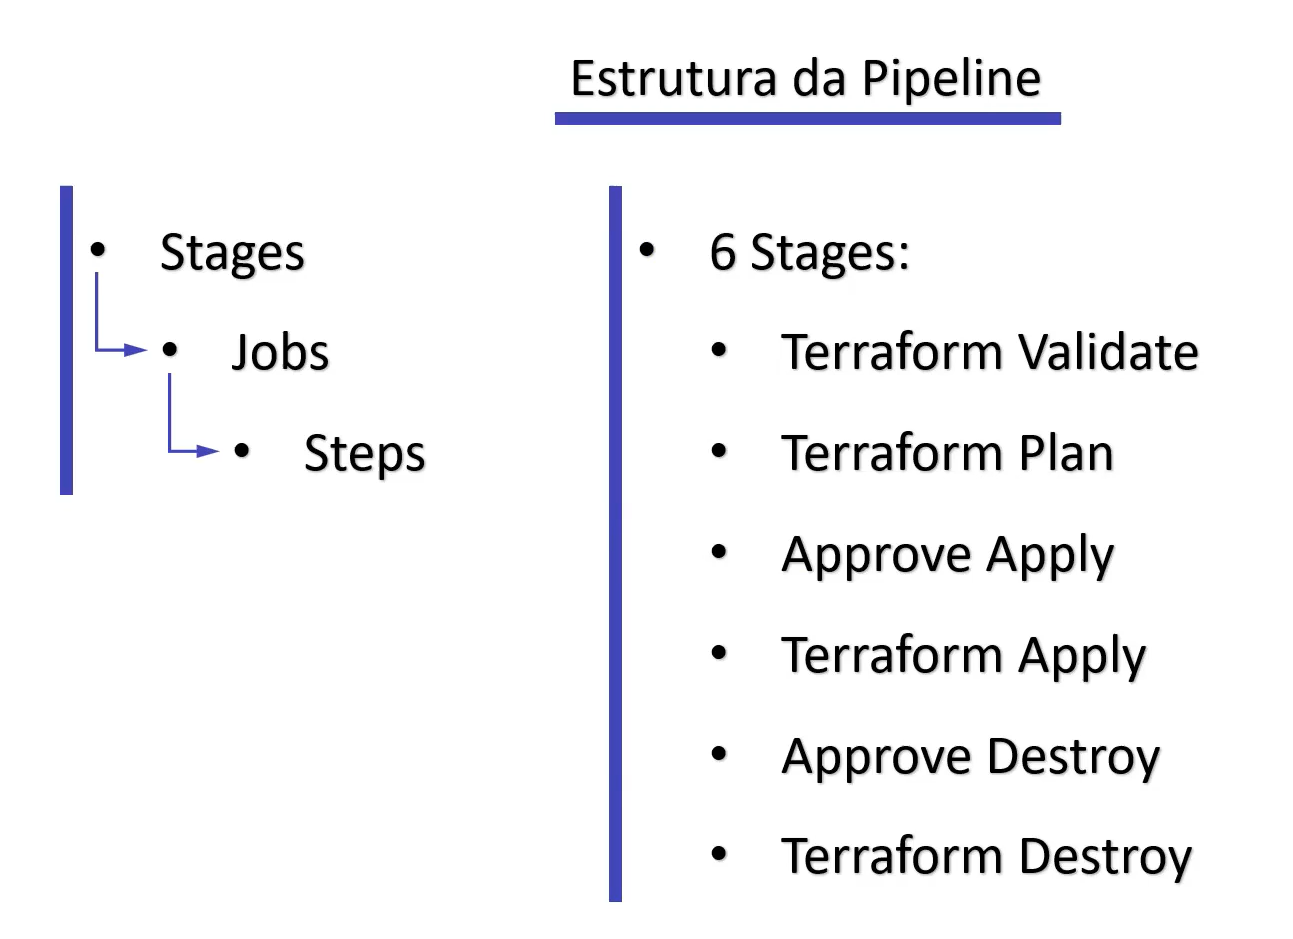 Estrutura da Pipeline
• Stages
• Jobs
• Steps
• 6 Stages:
• Terraform Validate
• Terraform Plan
• Approve Apply
• Terraform Apply
• Approve Destroy
• Terraform Destroy